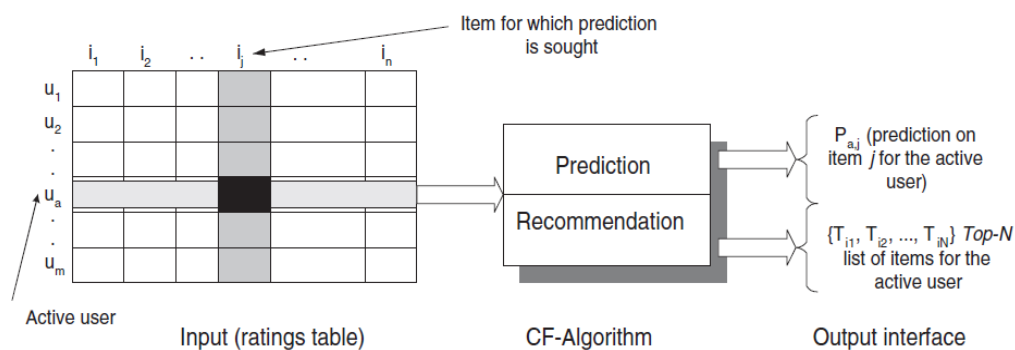 Item for which prediction
is sought
i1 i2 . . ij . . in
u1
u2
.
.
ua
.
.
um
Active user
Input (ratings table)
Prediction
Recommendation
CF-Algorithm
Pa,j (prediction on
item j for the active
user)
{Ti1, Ti2, ..., TiN} Top-N
list of items for the
active user
Output interface